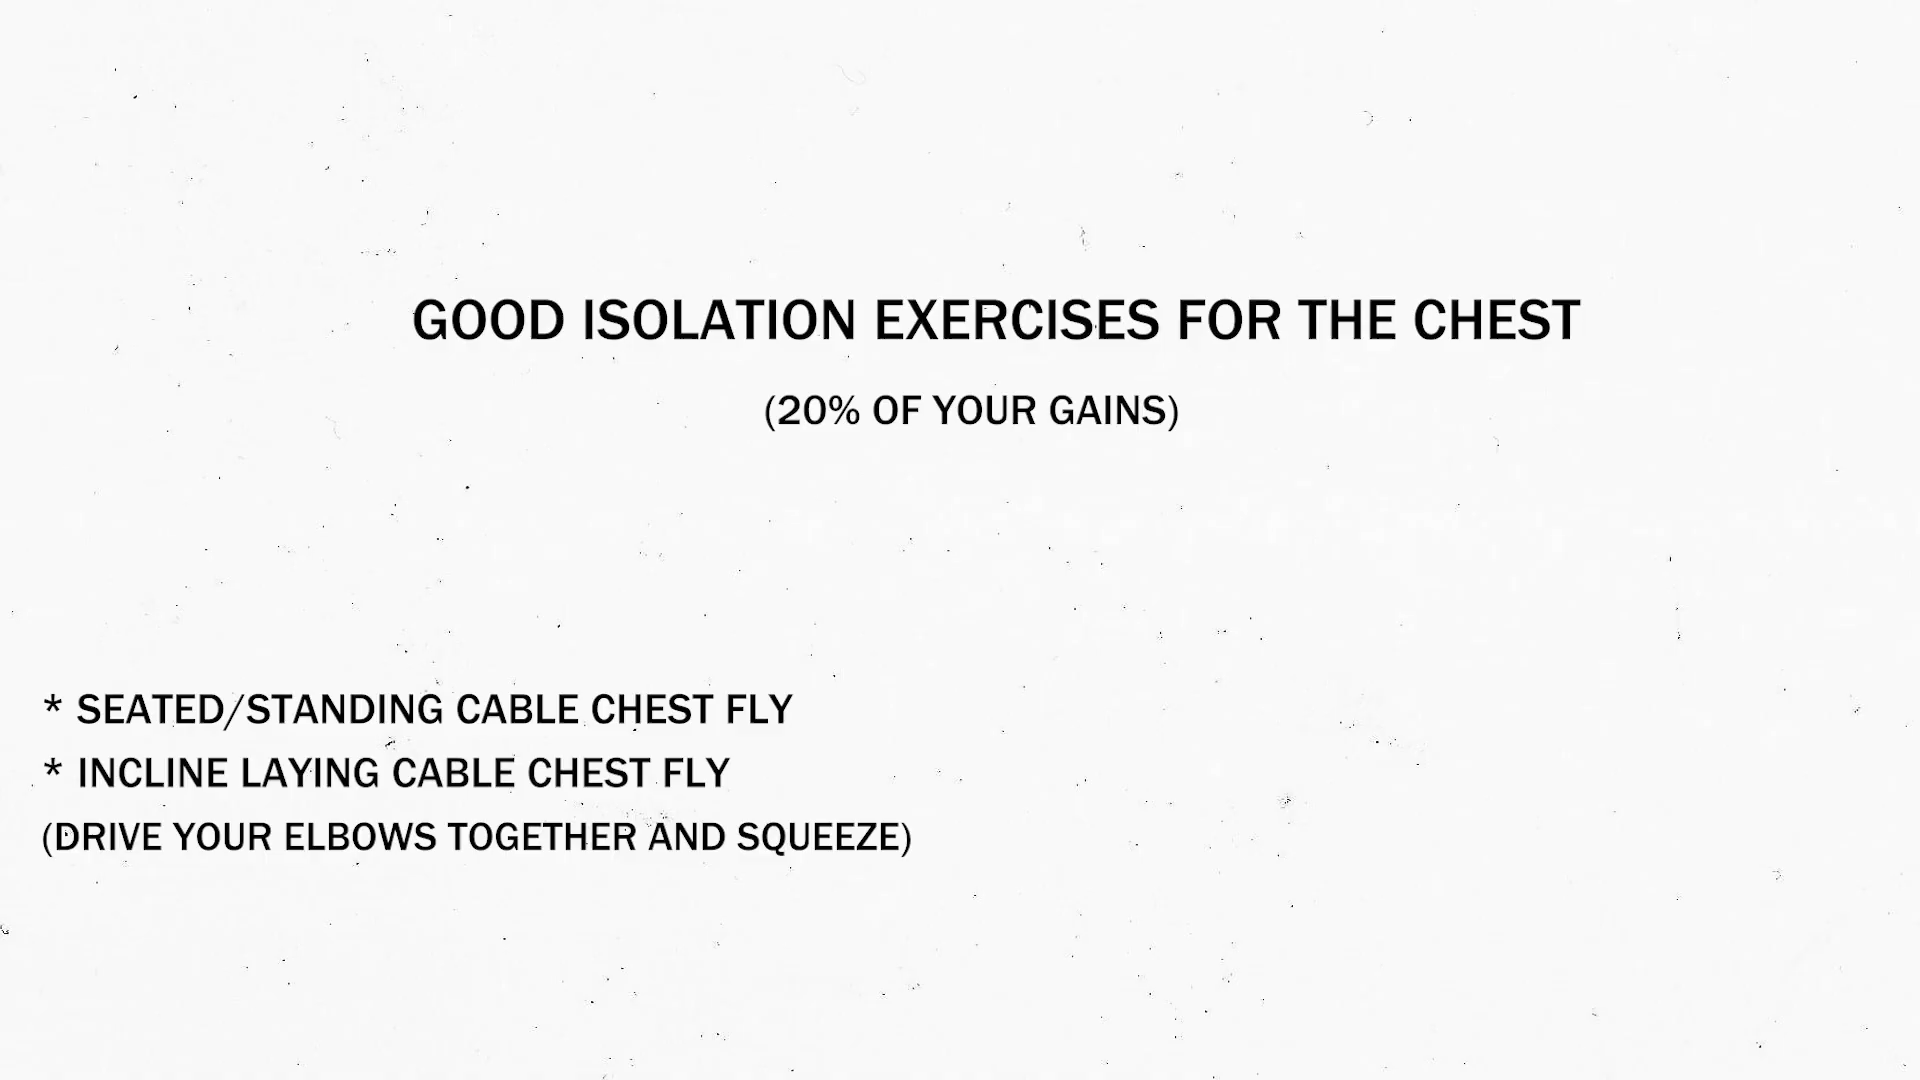 GOOD ISOLATION EXERCISES FOR THE CHEST
(20% OF YOUR GAINS)
* SEATED/STANDING CABLE CHEST FLY
* INCLINE LAYING CABLE CHEST FLY
(DRIVE YOUR ELBOWS TOGETHER AND SQUEEZE)